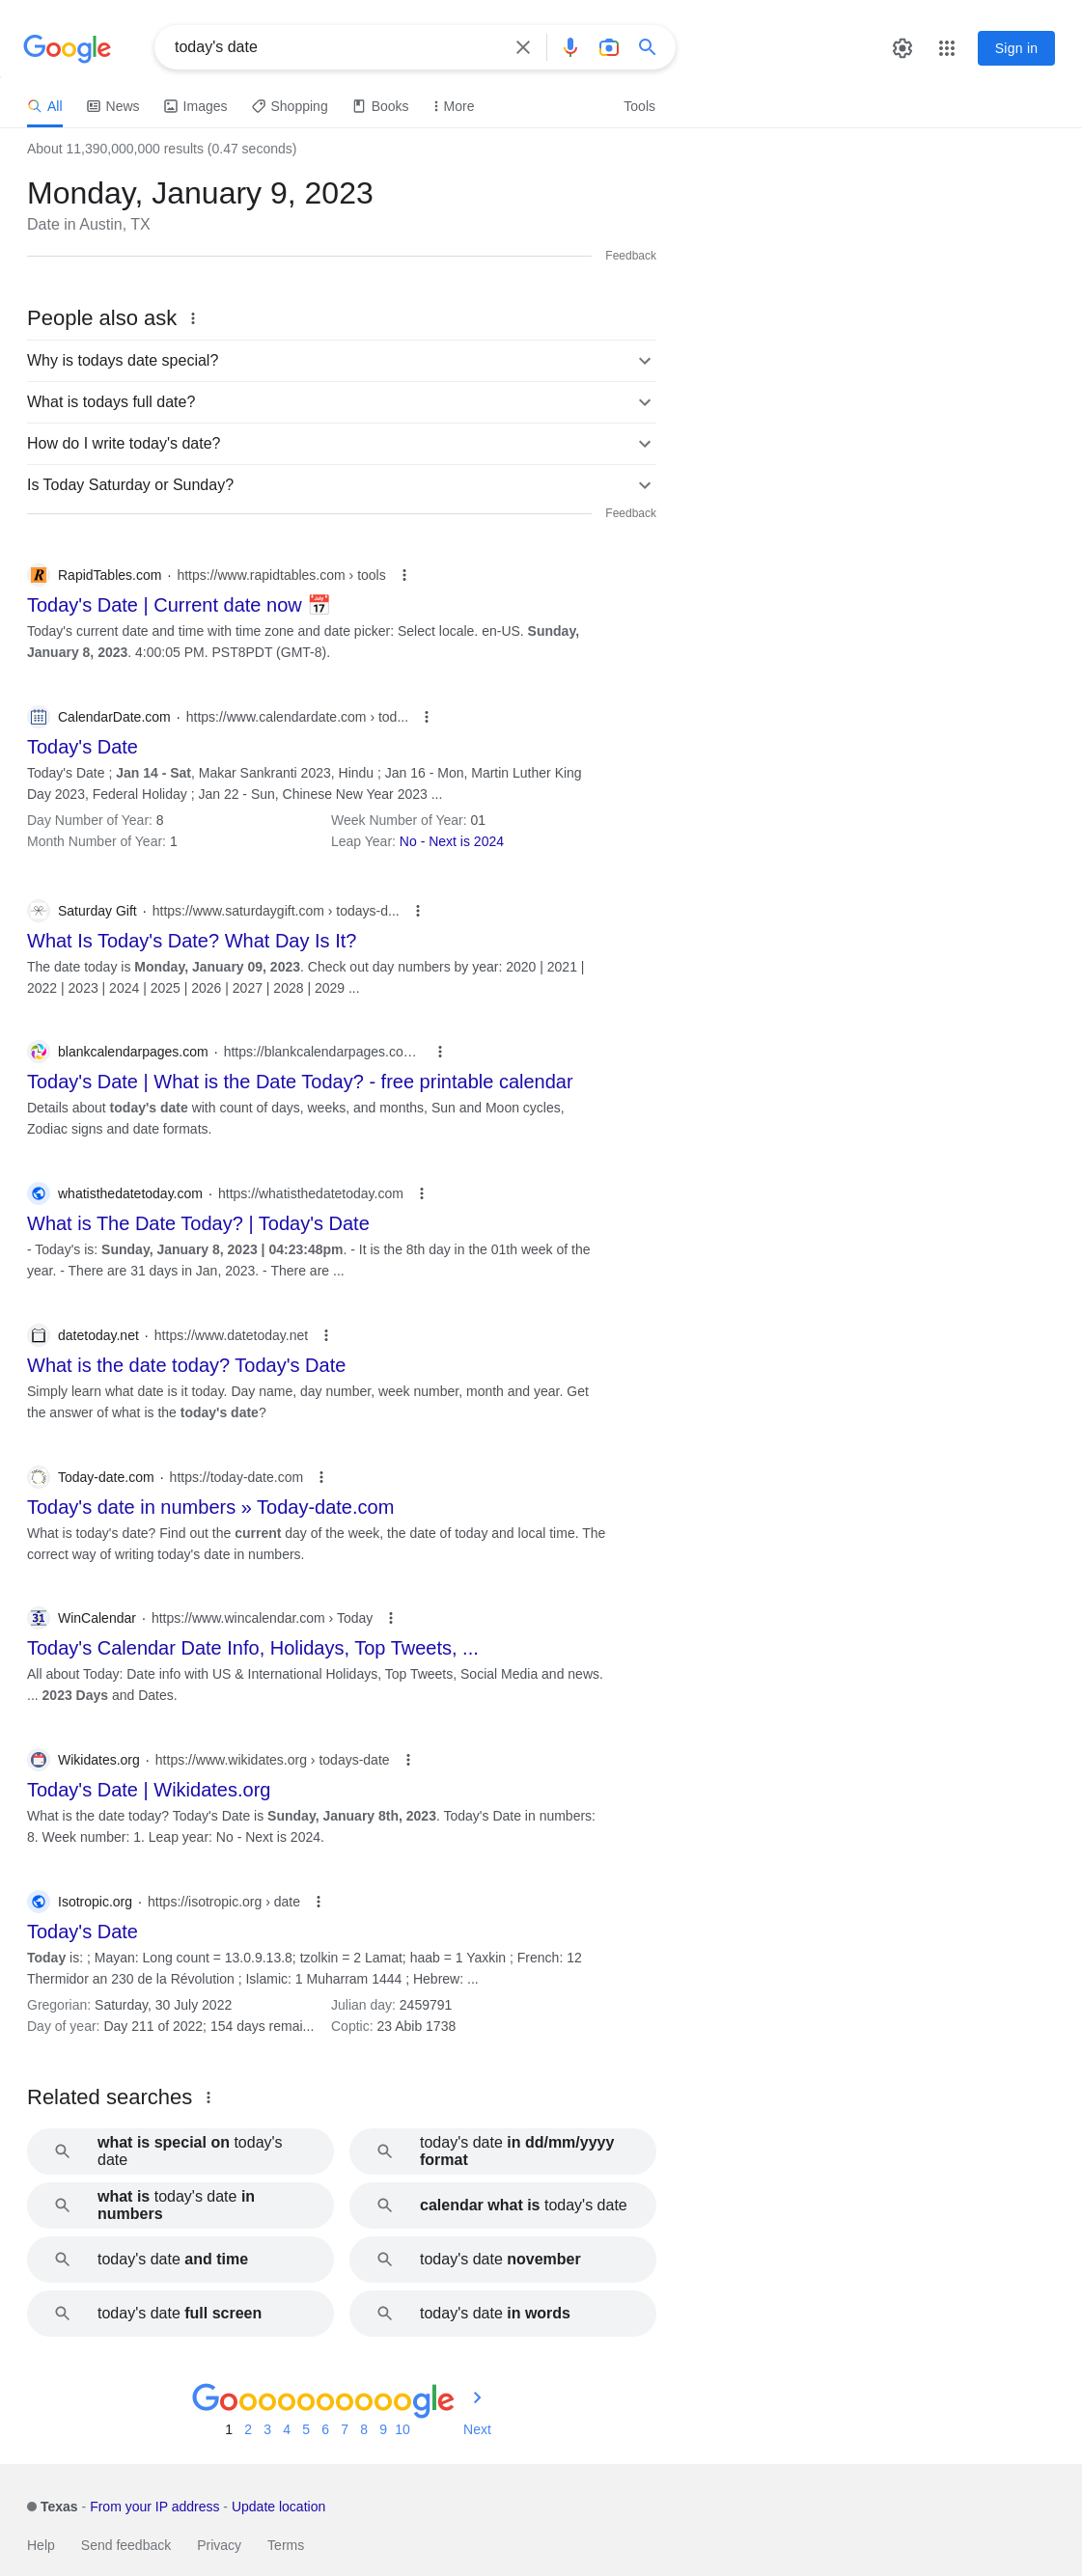 Google
today's date
Sign in
All
News
Images
Shopping
Books
More
Tools
About 11,390,000,000 results (0.47 seconds)
Monday, January 9, 2023
Date in Austin, TX
Feedback
People also ask
Why is todays date special?
What is todays full date?
How do I write today's date?
Is Today Saturday or Sunday?
Feedback
RapidTables.com · https://www.rapidtables.com › tools
Today's Date | Current date now 📅
Today's current date and time with time zone and date picker: Select locale. en-US. Sunday,
January 8, 2023. 4:00:05 PM. PST8PDT (GMT-8).
CalendarDate.com · https://www.calendardate.com › tod...
Today's Date
Today's Date ; Jan 14 - Sat, Makar Sankranti 2023, Hindu ; Jan 16 - Mon, Martin Luther King
Day 2023, Federal Holiday ; Jan 22 - Sun, Chinese New Year 2023 ...
Day Number of Year: 8
Week Number of Year: 01
Month Number of Year: 1
Leap Year: No - Next is 2024
Saturday Gift · https://www.saturdaygift.com › todays-d...
What Is Today's Date? What Day Is It?
The date today is Monday, January 09, 2023. Check out day numbers by year: 2020 | 2021 |
2022 | 2023 | 2024 | 2025 | 2026 | 2027 | 2028 | 2029 ...
blankcalendarpages.com · https://blankcalendarpages.co…
Today's Date | What is the Date Today? - free printable calendar
Details about today's date with count of days, weeks, and months, Sun and Moon cycles,
Zodiac signs and date formats.
whatisthedatetoday.com · https://whatisthedatetoday.com
What is The Date Today? | Today's Date
- Today's is: Sunday, January 8, 2023 | 04:23:48pm. - It is the 8th day in the 01th week of the
year. - There are 31 days in Jan, 2023. - There are ...
datetoday.net · https://www.datetoday.net
What is the date today? Today's Date
Simply learn what date is it today. Day name, day number, week number, month and year. Get
the answer of what is the today's date?
Today-date.com · https://today-date.com
Today's date in numbers » Today-date.com
What is today's date? Find out the current day of the week, the date of today and local time. The
correct way of writing today's date in numbers.
31
WinCalendar · https://www.wincalendar.com › Today
Today's Calendar Date Info, Holidays, Top Tweets, ...
All about Today: Date info with US & International Holidays, Top Tweets, Social Media and news.
... 2023 Days and Dates.
Wikidates.org · https://www.wikidates.org › todays-date
Today's Date | Wikidates.org
What is the date today? Today's Date is Sunday, January 8th, 2023. Today's Date in numbers:
8. Week number: 1. Leap year: No - Next is 2024.
Isotropic.org · https://isotropic.org › date
Today's Date
Today is: ; Mayan: Long count = 13.0.9.13.8; tzolkin = 2 Lamat; haab = 1 Yaxkin ; French: 12
Thermidor an 230 de la Révolution ; Islamic: 1 Muharram 1444 ; Hebrew: ...
Gregorian: Saturday, 30 July 2022
Julian day: 2459791
Day of year: Day 211 of 2022; 154 days remai...
Coptic: 23 Abib 1738
Related searches
what is special on today's
date
today's date in dd/mm/yyyy
format
what is today's date in
numbers
calendar what is today's date
today's date and time
today's date november
today's date full screen
today's date in words
Goooooooooogle
1 2 3 4 5 6 7 8 9 10 Next
Texas - From your IP address - Update location
Help
Send feedback
Privacy
Terms